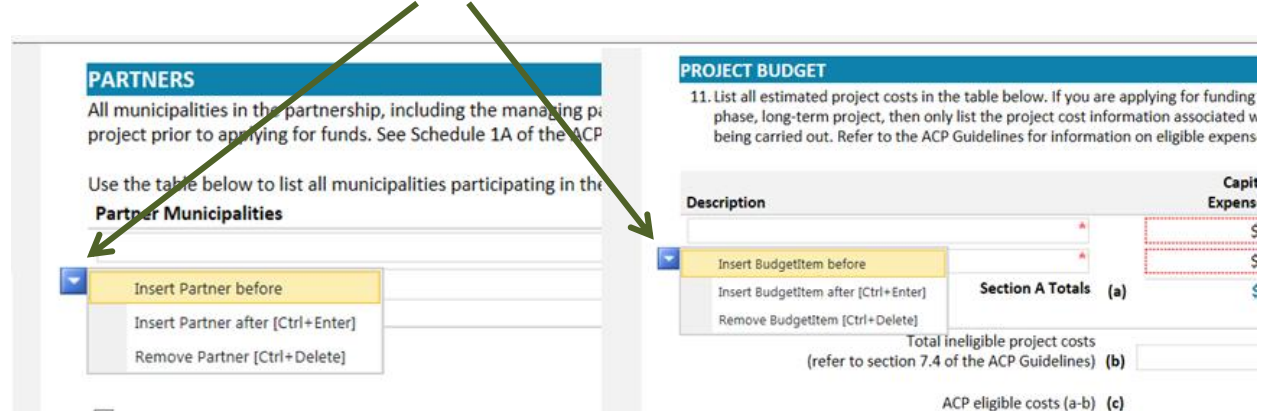 PARTNERS
All municipalities in the partnership, including the managing pa
project prior to applying for funds. See Schedule 1A of the ACP
Use the table below to list all municipalities participating in the
Partner Municipalities
Insert Partner before
Insert Partner after [Ctrl+Enter]
Remove Partner [Ctrl+Delete]
PROJECT BUDGET
11. List all estimated project costs in the table below. If you are applying for funding
phase, long-term project, then only list the project cost information associated w
being carried out. Refer to the ACP Guidelines for information on eligible expens
Capit
Description Expens
* $
* $
Insert BudgetItem before
Insert BudgetItem after [Ctrl+Enter]
Remove BudgetItem [Ctrl+Delete]
Section A Totals (a) $
Total ineligible project costs
(refer to section 7.4 of the ACP Guidelines) (b)
ACP eligible costs (a-b) (c)